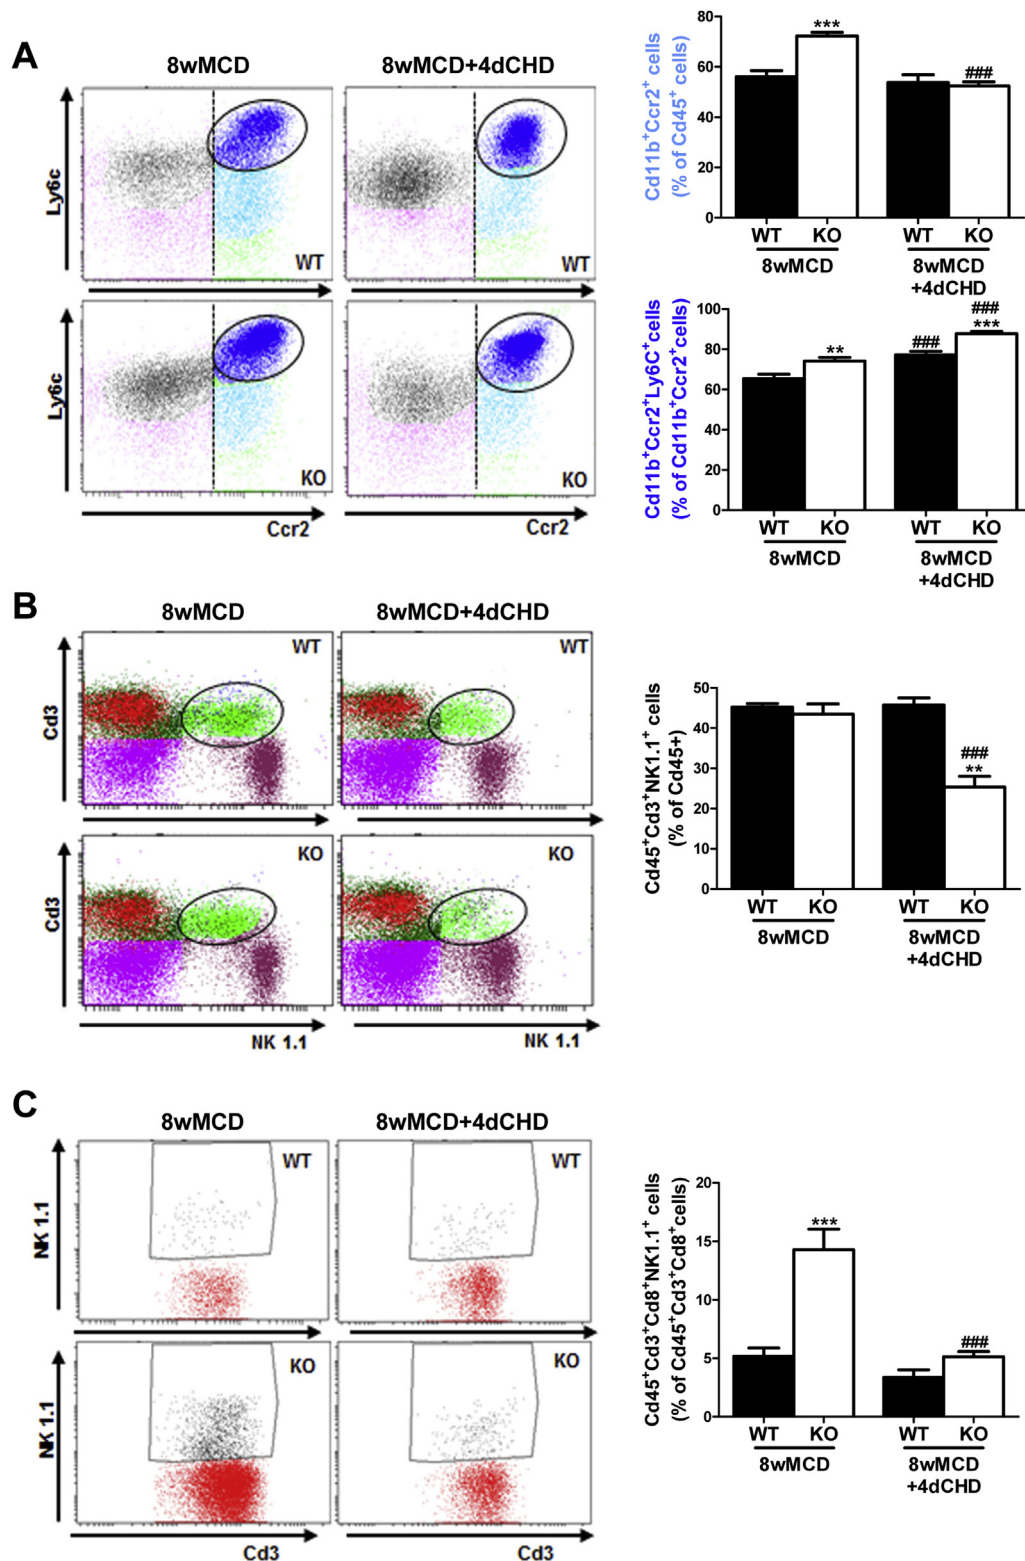 A
8wMCD
8wMCD+4dCHD
Ly6c
WT
WT
Ly6c
KO
KO
Ccr2
Ccr2
Cd11b⁺Ccr2⁺ cells
(% of Cd45⁺ cells)
80
60
40
20
0
***
###
WT KO WT KO
8wMCD 8wMCD
+4dCHD
Cd11b⁺Ccr2⁺Ly6C⁺cells
(% of Cd11b⁺Ccr2⁺cells)
100
80
60
40
20
0
**
###
###
***
WT KO WT KO
8wMCD 8wMCD
+4dCHD
B
8wMCD
8wMCD+4dCHD
Cd3
WT
WT
Cd3
KO
KO
NK 1.1
NK 1.1
Cd45⁺Cd3⁺NK1.1⁺ cells
(% of Cd45+)
50
40
30
20
10
0
###
**
WT KO WT KO
8wMCD 8wMCD
+4dCHD
C
8wMCD
8wMCD+4dCHD
NK 1.1
WT
WT
NK 1.1
KO
KO
Cd3
Cd3
Cd45⁺Cd3⁺Cd8⁺NK1.1⁺ cells
(% of Cd45⁺Cd3⁺Cd8⁺cells)
20
15
10
5
0
***
###
WT KO WT KO
8wMCD 8wMCD
+4dCHD